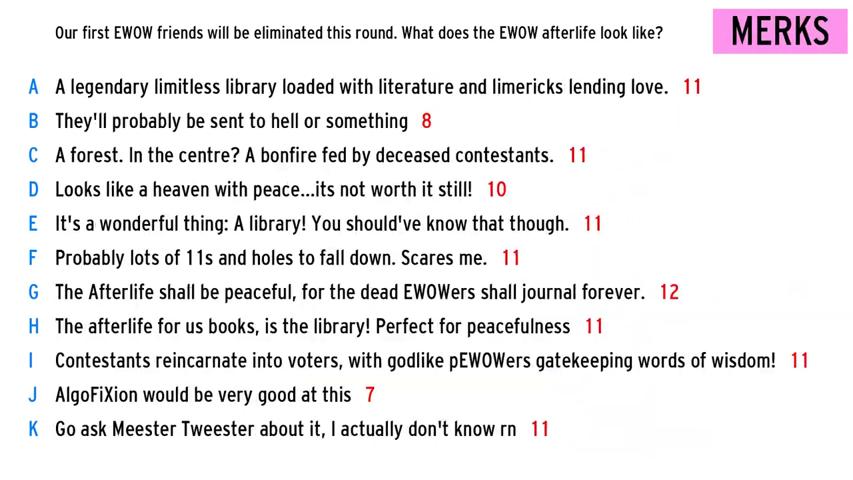 Our first EWOW friends will be eliminated this round. What does the EWOW afterlife look like?
MERKS
A A legendary limitless library loaded with literature and limericks lending love. 11
B They'll probably be sent to hell or something 8
C A forest. In the centre? A bonfire fed by deceased contestants. 11
D Looks like a heaven with peace...its not worth it still! 10
E It's a wonderful thing: A library! You should've know that though. 11
F Probably lots of 11s and holes to fall down. Scares me. 11
G The Afterlife shall be peaceful, for the dead EWOWers shall journal forever. 12
H The afterlife for us books, is the library! Perfect for peacefulness 11
I Contestants reincarnate into voters, with godlike pEWOWers gatekeeping words of wisdom! 11
J AlgoFiXion would be very good at this 7
K Go ask Meester Tweester about it, I actually don't know rn 11